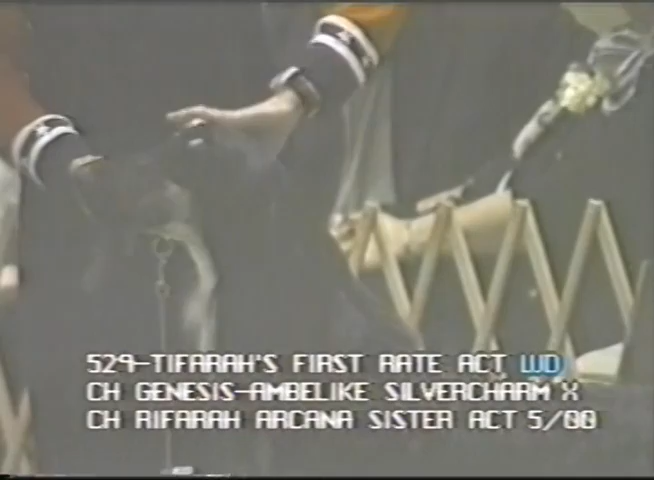 529-TIFARAH'S FIRST RATE ACT WD
CH GENESIS-AMBELIKE SILVERCHARM X
CH RIFARAH ARCANA SISTER ACT 5/00